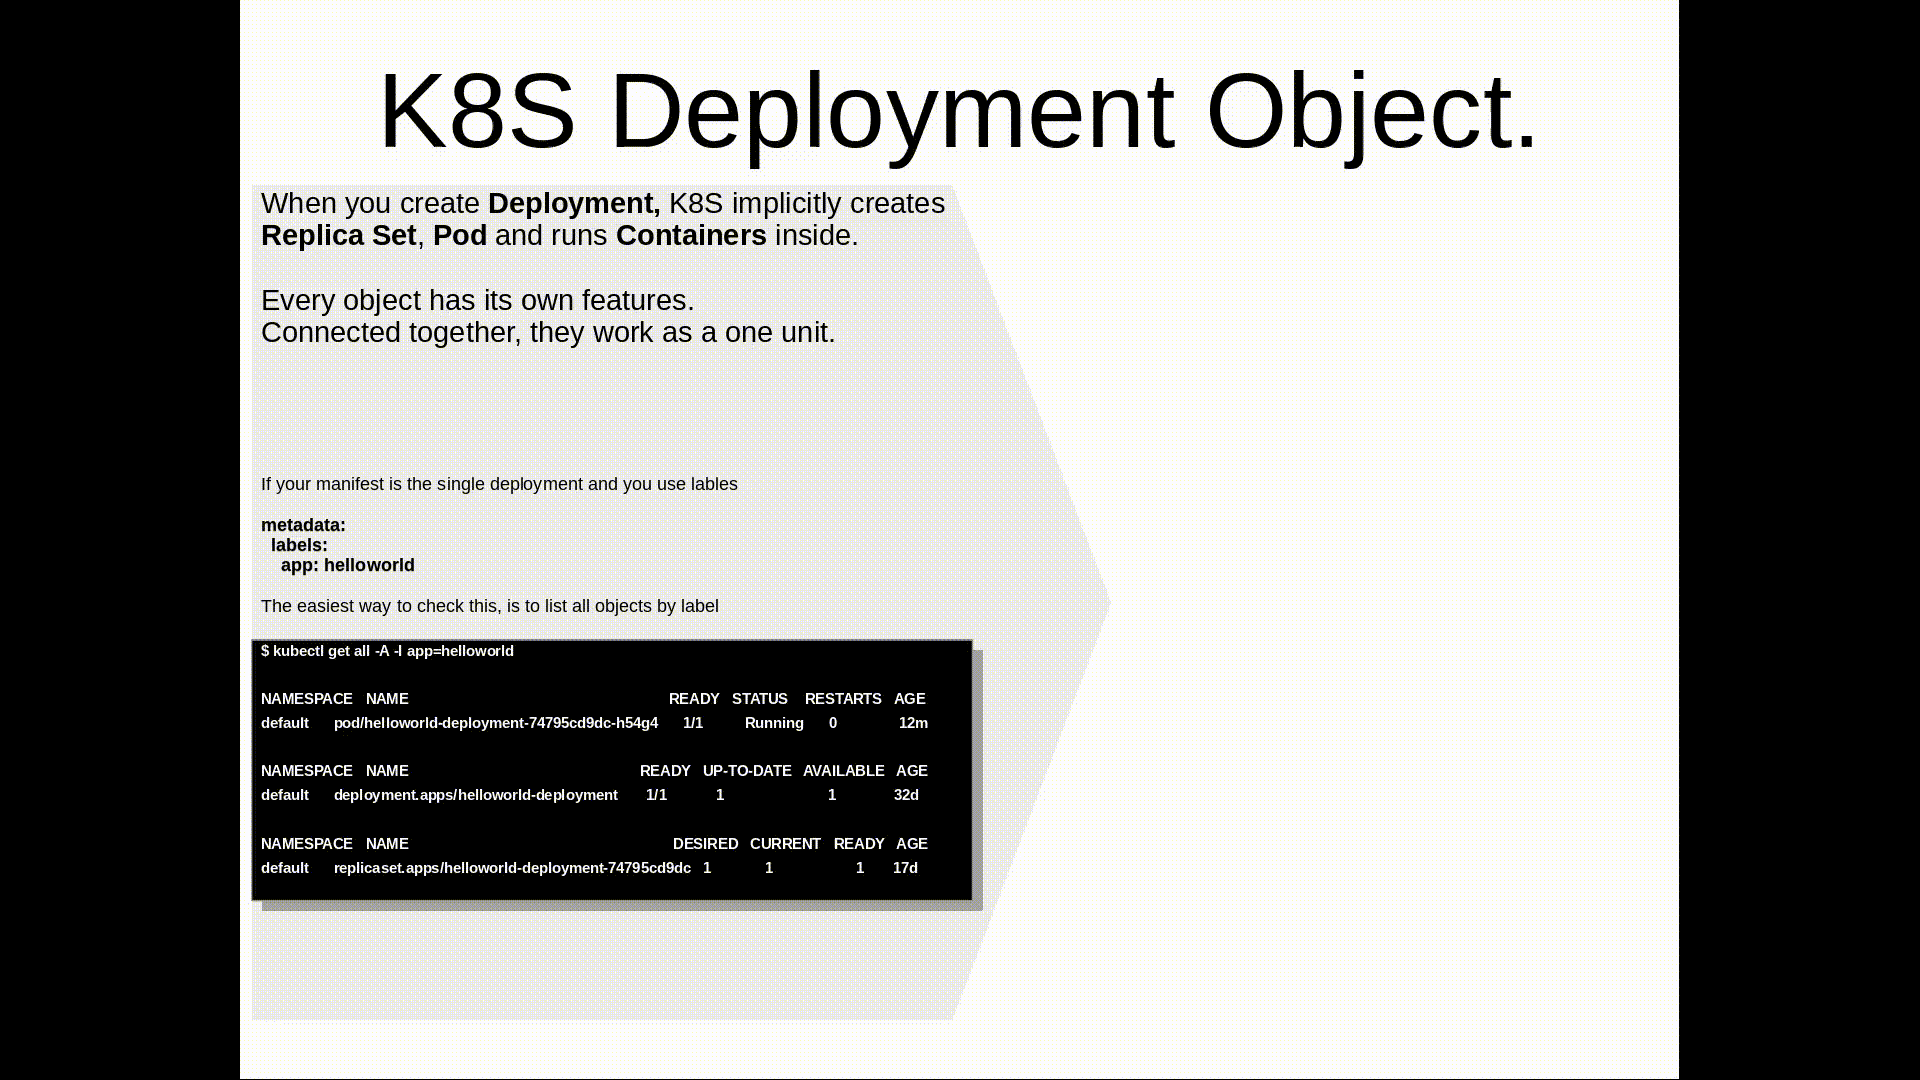 K8S Deployment Object.
When you create Deployment, K8S implicitly creates
Replica Set, Pod and runs Containers inside.
Every object has its own features.
Connected together, they work as a one unit.
If your manifest is the single deployment and you use lables
metadata:
labels:
app: helloworld
The easiest way to check this, is to list all objects by label
$ kubectl get all -A -l app=helloworld
NAMESPACE NAME READY STATUS RESTARTS AGE
default pod/helloworld-deployment-74795cd9dc-h54g4 1/1 Running 0 12m
NAMESPACE NAME READY UP-TO-DATE AVAILABLE AGE
default deployment.apps/helloworld-deployment 1/1 1 1 32d
NAMESPACE NAME DESIRED CURRENT READY AGE
default replicaset.apps/helloworld-deployment-74795cd9dc 1 1 1 17d